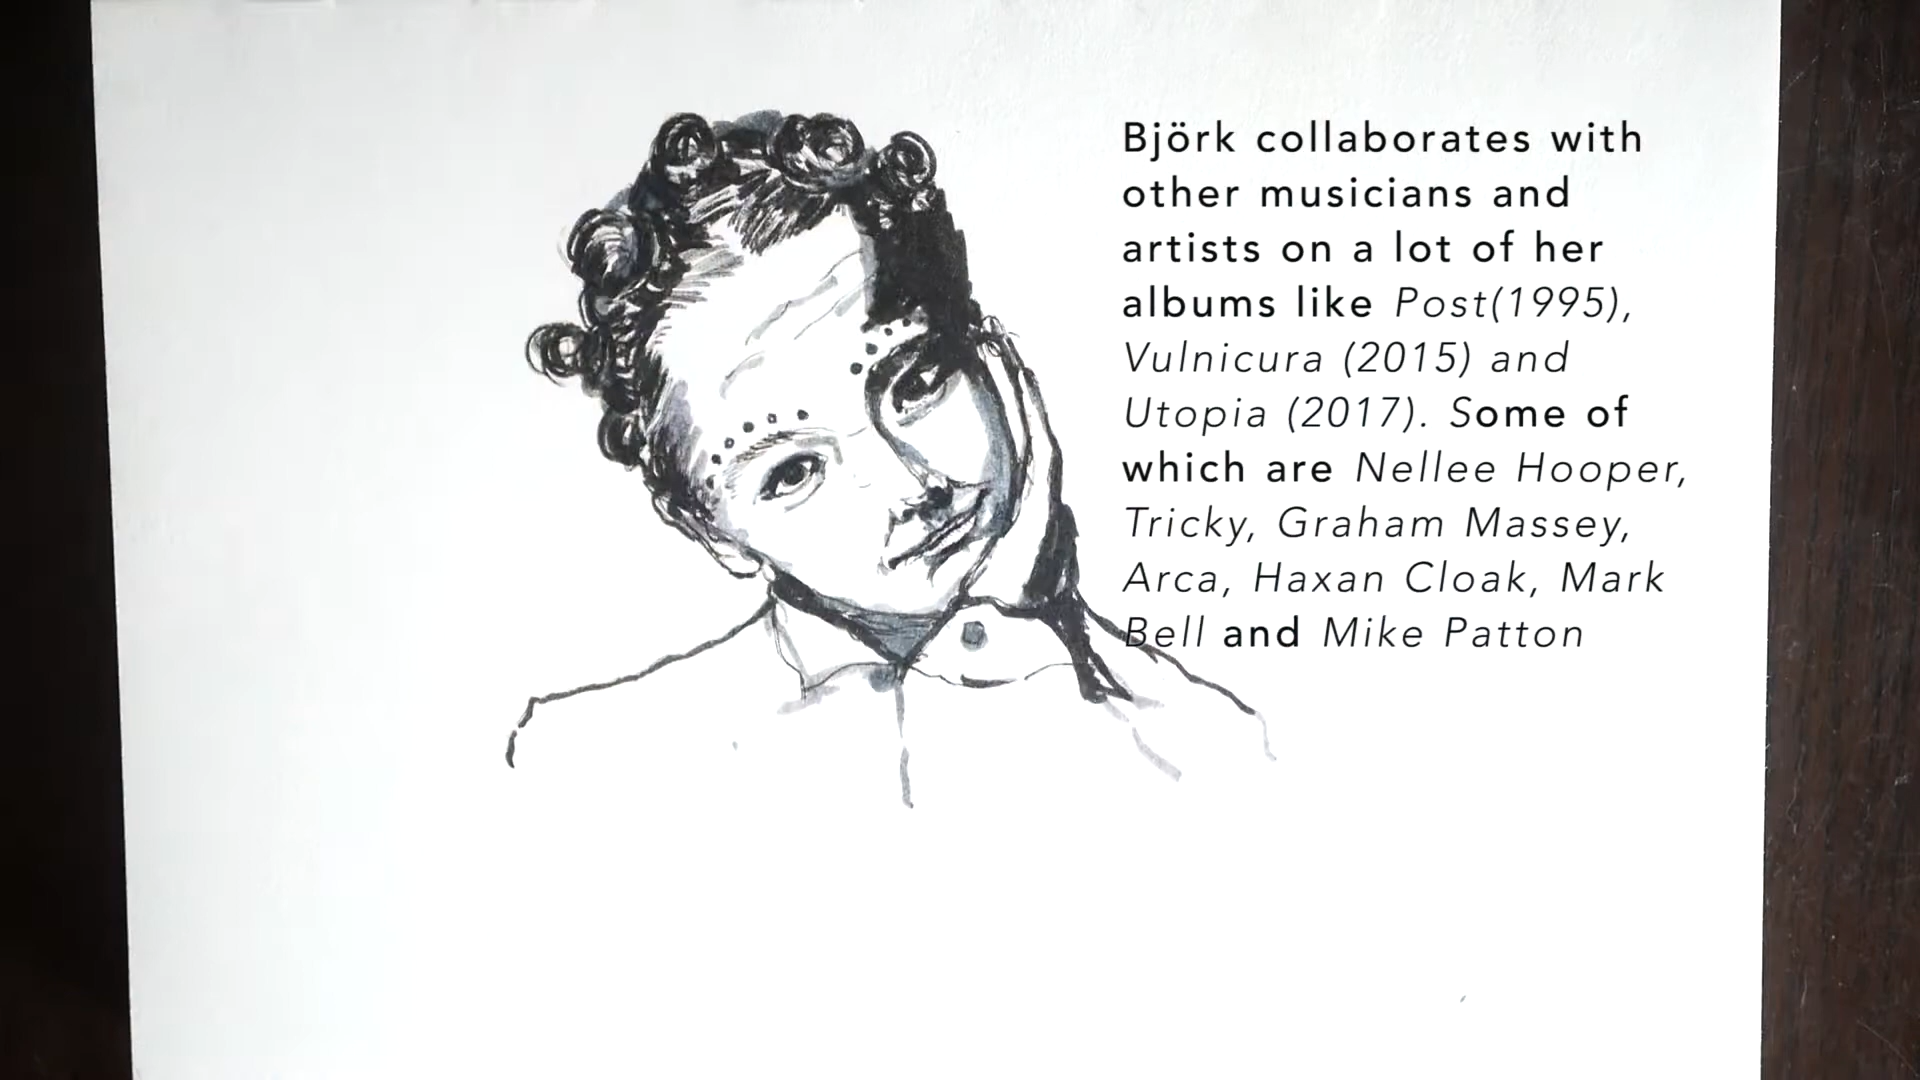 Björk collaborates with
other musicians and
artists on a lot of her
albums like Post(1995),
Vulnicura (2015) and
Utopia (2017). Some of
which are Nellee Hooper,
Tricky, Graham Massey,
Arca, Haxan Cloak, Mark
Bell and Mike Patton